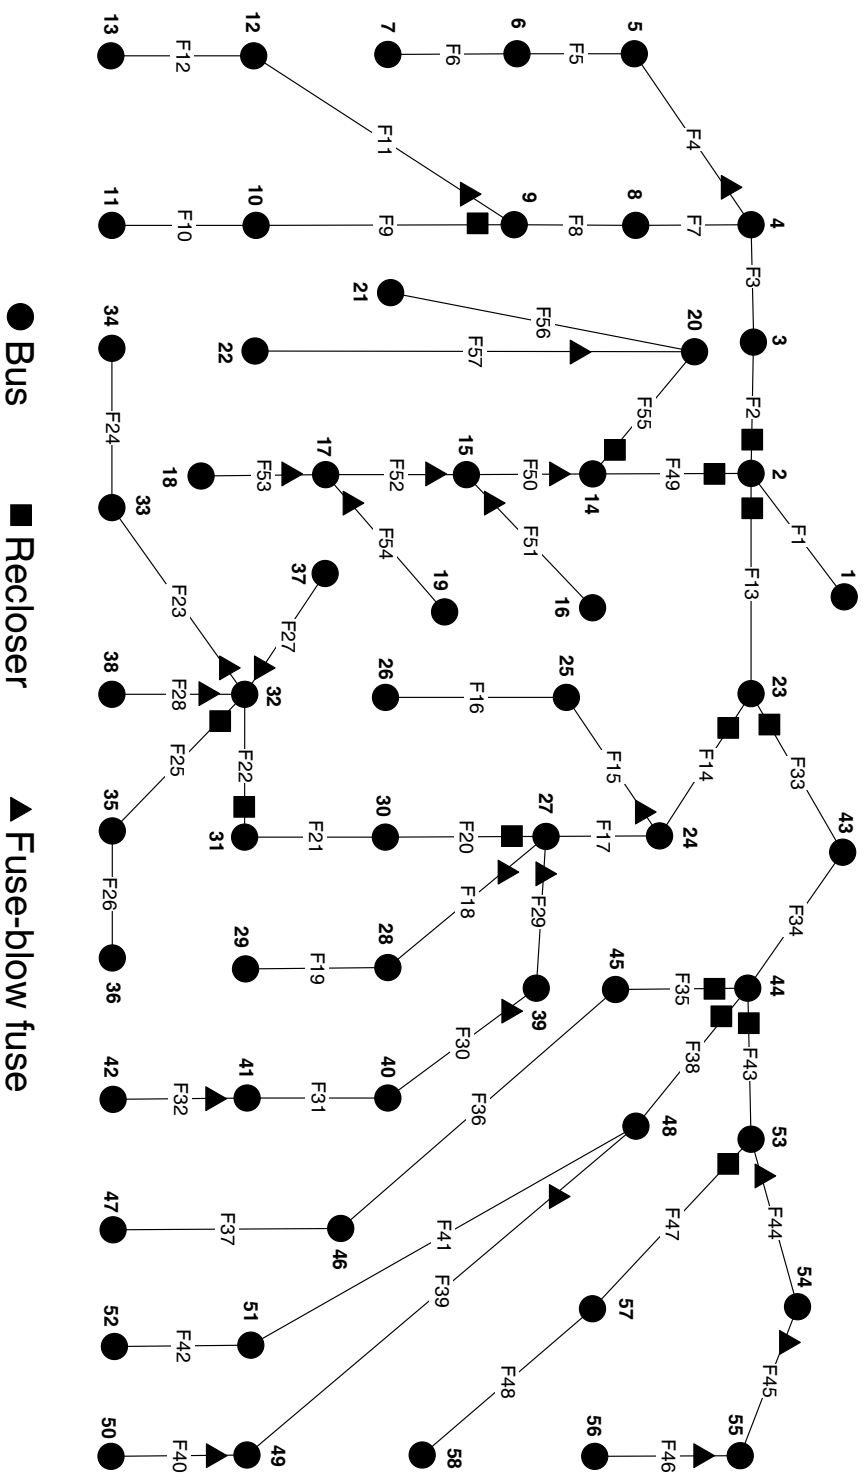 1
43
F1
F33
F34
54
4
3
2
23
44
53
F44
F45
F3
F2
F13
F43
55
F4
F7
20
F14
24
F38
F49
F35
F47
F46
5
8
F55
48
F15
F17
45
57
F5
F8
14
16
25
56
6
9
F56
F50
F51
27
F29
39
F57
15
F16
F20
F18
F30
F36
F48
F6
19
F41
F39
58
7
F11
F9
21
F52
F54
26
30
28
40
17
F21
F19
F31
46
37
F27
12
10
F53
32
F22
29
41
51
49
22
31
F37
F12
F10
18
F23
F28
F25
F32
F42
F40
13
11
34
F24
33
38
35
F26
36
42
47
52
50
Bus
Recloser
Fuse-blow fuse